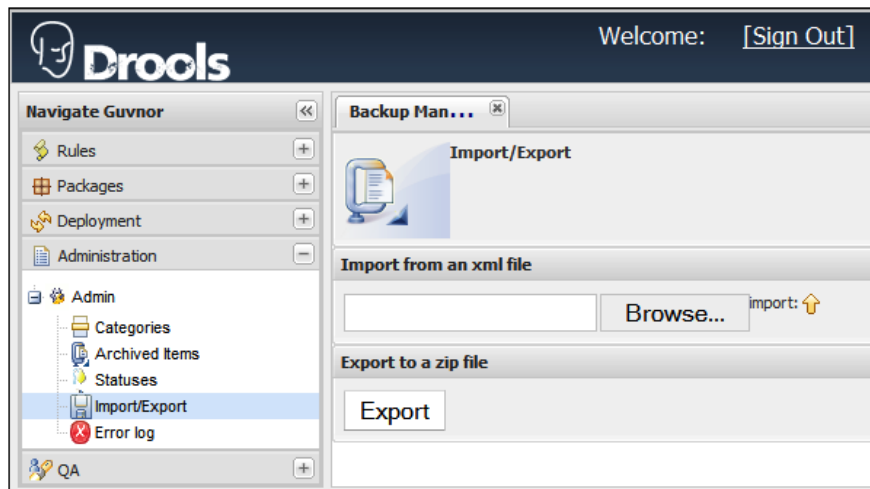 Drools
Welcome: [Sign Out]
Navigate Guvnor
Rules
Packages
Deployment
Administration
Admin
Categories
Archived Items
Statuses
Import/Export
Error log
QA
Backup Man...
Import/Export
Import from an xml file
Browse... import:
Export to a zip file
Export